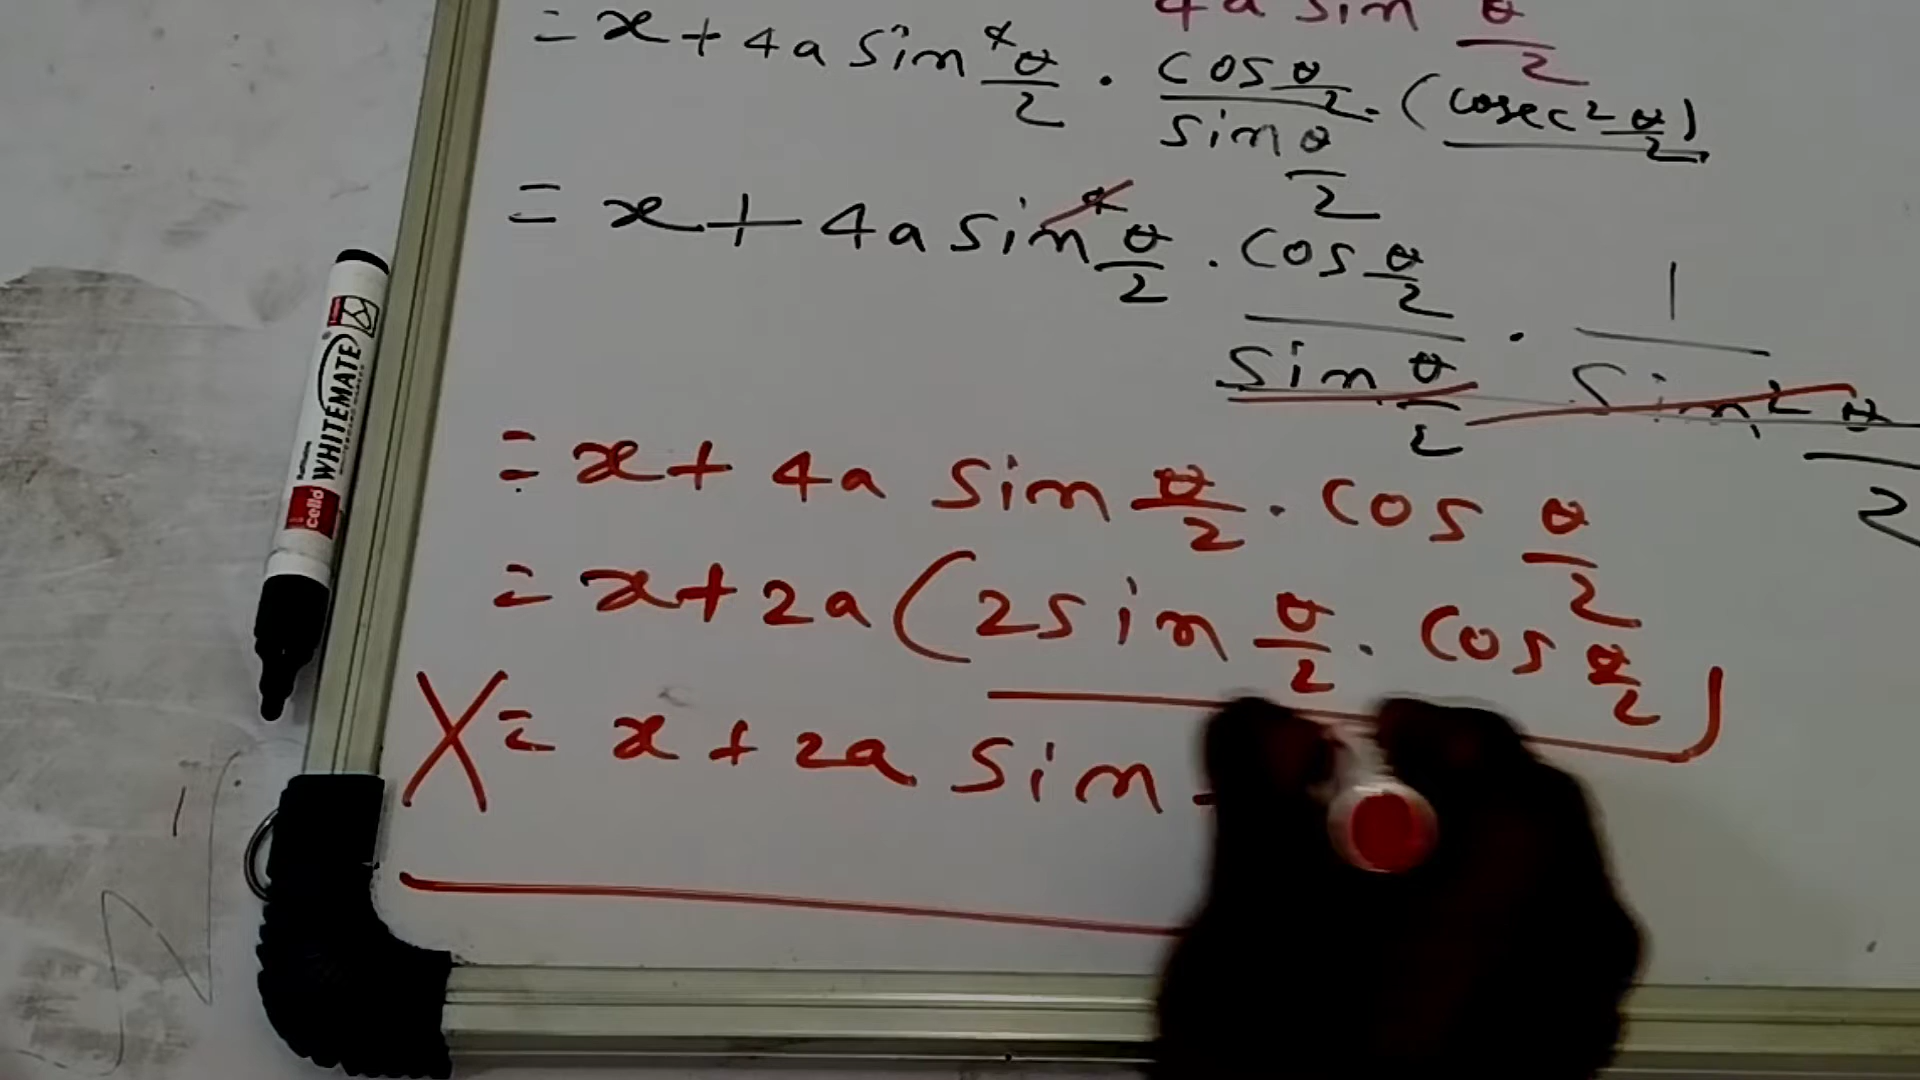 4a sin θ/2
= x + 4a sin⁴ θ/2 · cos θ/2 / sin θ/2 · (cosec² θ/2)
= x + 4a sin⁴ θ/2 · cos θ/2 / sin θ/2 · 1 / sin² θ/2
= x + 4a sin θ/2 · cos θ/2
= x + 2a (2 sin θ/2 · cos θ/2)
X = x + 2a sin
WHITEMATE
cello